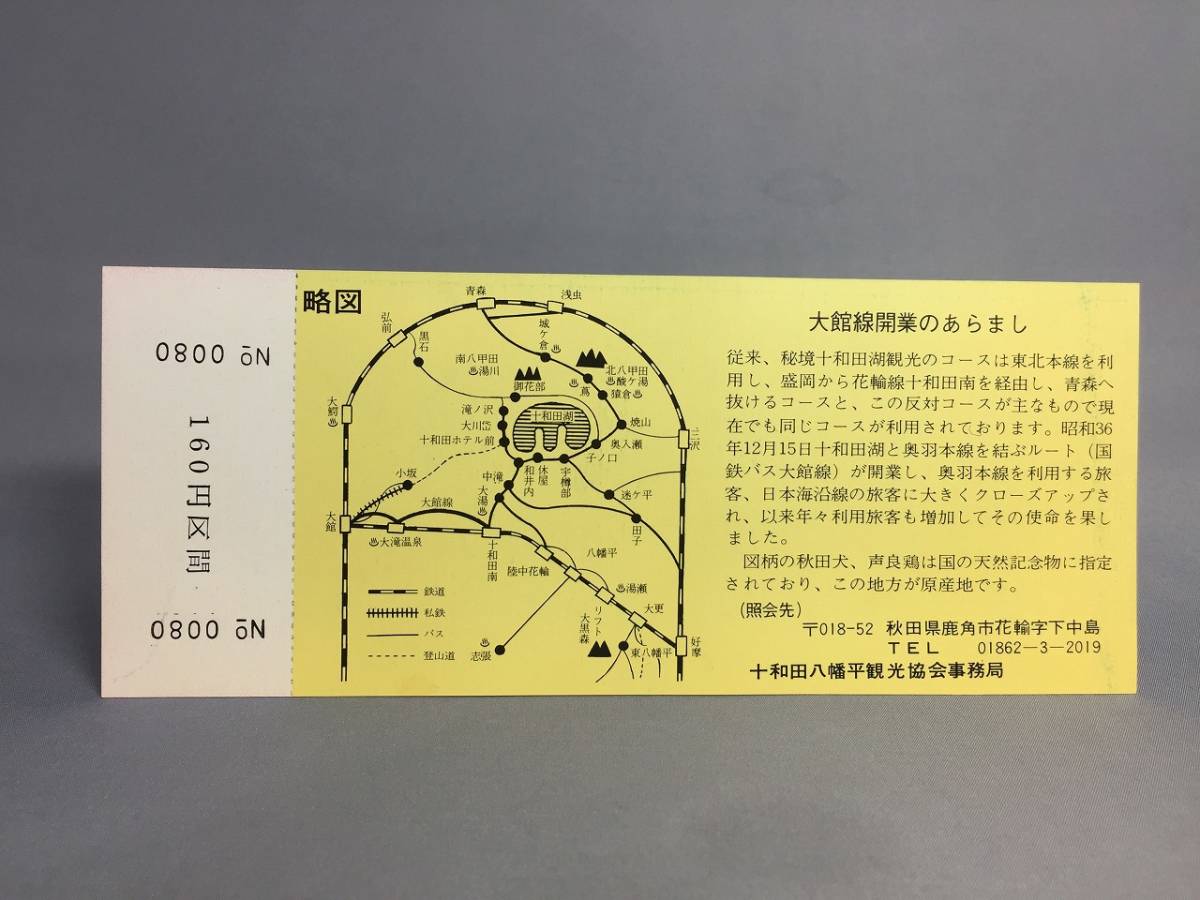 № 0080
160円区間
№ 0080
略図
青森
浅虫
弘前
黒石
城ケ倉
南八甲田
湯川
北八甲田
酸ケ湯
御花部
蔦
猿倉
大鰐
滝ノ沢
十和田湖
大川岱
焼山
三沢
十和田ホテル前
奥入瀬
子ノ口
小坂
中滝
和井内
休屋
宇樽部
迷ケ平
大湯
大館線
大館
田子
大滝温泉
十和田南
八幡平
陸中花輪
湯瀬
鉄道
私鉄
バス
登山道
リフト
大黒森
大更
好摩
志張
東八幡平
大館線開業のあらまし
従来、秘境十和田湖観光のコースは東北本線を利
用し、盛岡から花輪線十和田南を経由し、青森へ
抜けるコースと、この反対コースが主なもので現
在でも同じコースが利用されております。昭和36
年12月15日十和田湖と奥羽本線を結ぶルート（国
鉄バス大館線）が開業し、奥羽本線を利用する旅
客、日本海沿線の旅客に大きくクローズアップさ
れ、以来年々利用旅客も増加してその使命を果し
ました。
図柄の秋田犬、声良鶏は国の天然記念物に指定
されており、この地方が原産地です。
（照会先）
〒018-52 秋田県鹿角市花輪字下中島
TEL 01862-3-2019
十和田八幡平観光協会事務局